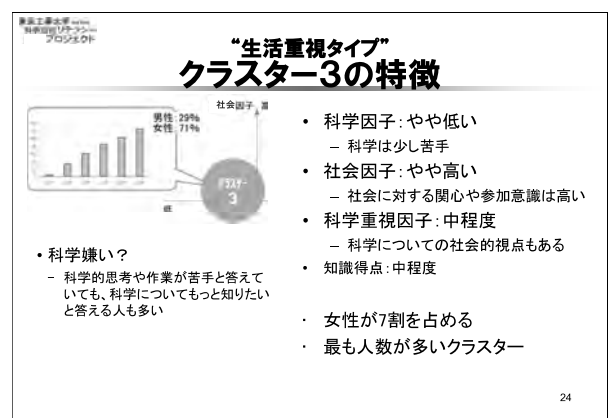 東京工業大学
科学技術リテラシー
プロジェクト
“生活重視タイプ”
クラスター3の特徴
社会因子
男性:29%
女性:71%
クラスター
3
低
• 科学嫌い?
– 科学的思考や作業が苦手と答えて
いても、科学についてもっと知りたい
と答える人も多い
• 科学因子:やや低い
– 科学は少し苦手
• 社会因子:やや高い
– 社会に対する関心や参加意識は高い
• 科学重視因子:中程度
– 科学についての社会的視点もある
• 知識得点:中程度
• 女性が7割を占める
• 最も人数が多いクラスター
24